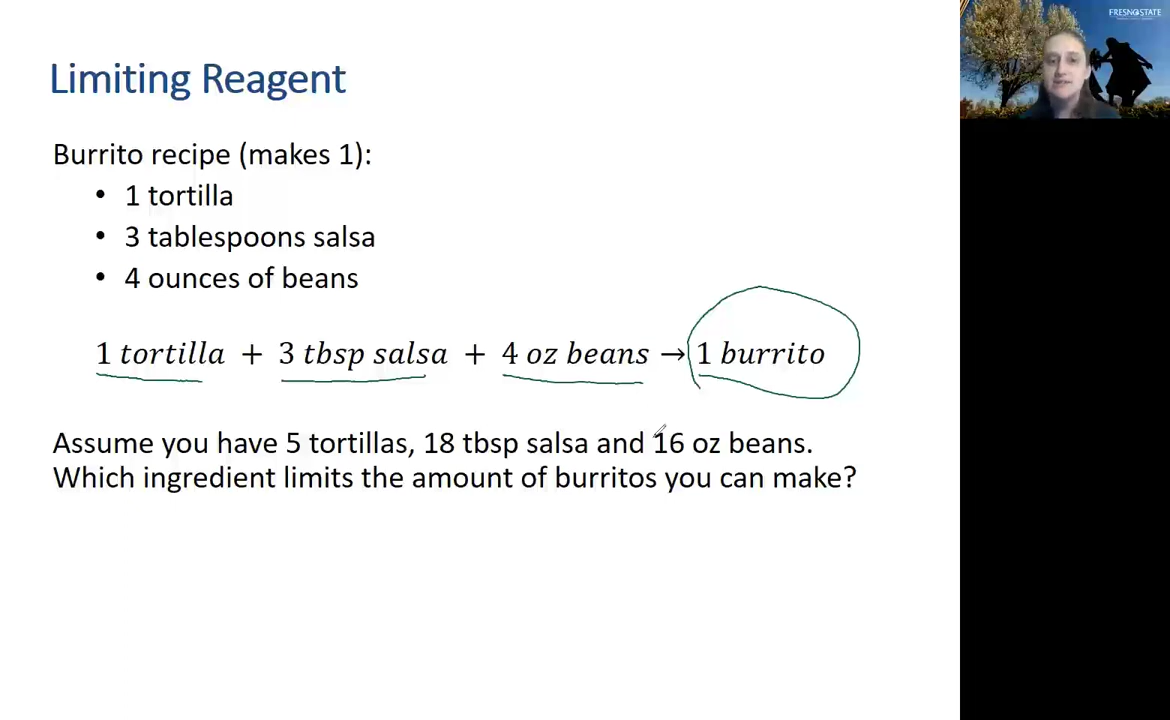 FRESNO STATE
Limiting Reagent
Burrito recipe (makes 1):
• 1 tortilla
• 3 tablespoons salsa
• 4 ounces of beans
1 tortilla + 3 tbsp salsa + 4 oz beans → 1 burrito
Assume you have 5 tortillas, 18 tbsp salsa and 16 oz beans.
Which ingredient limits the amount of burritos you can make?